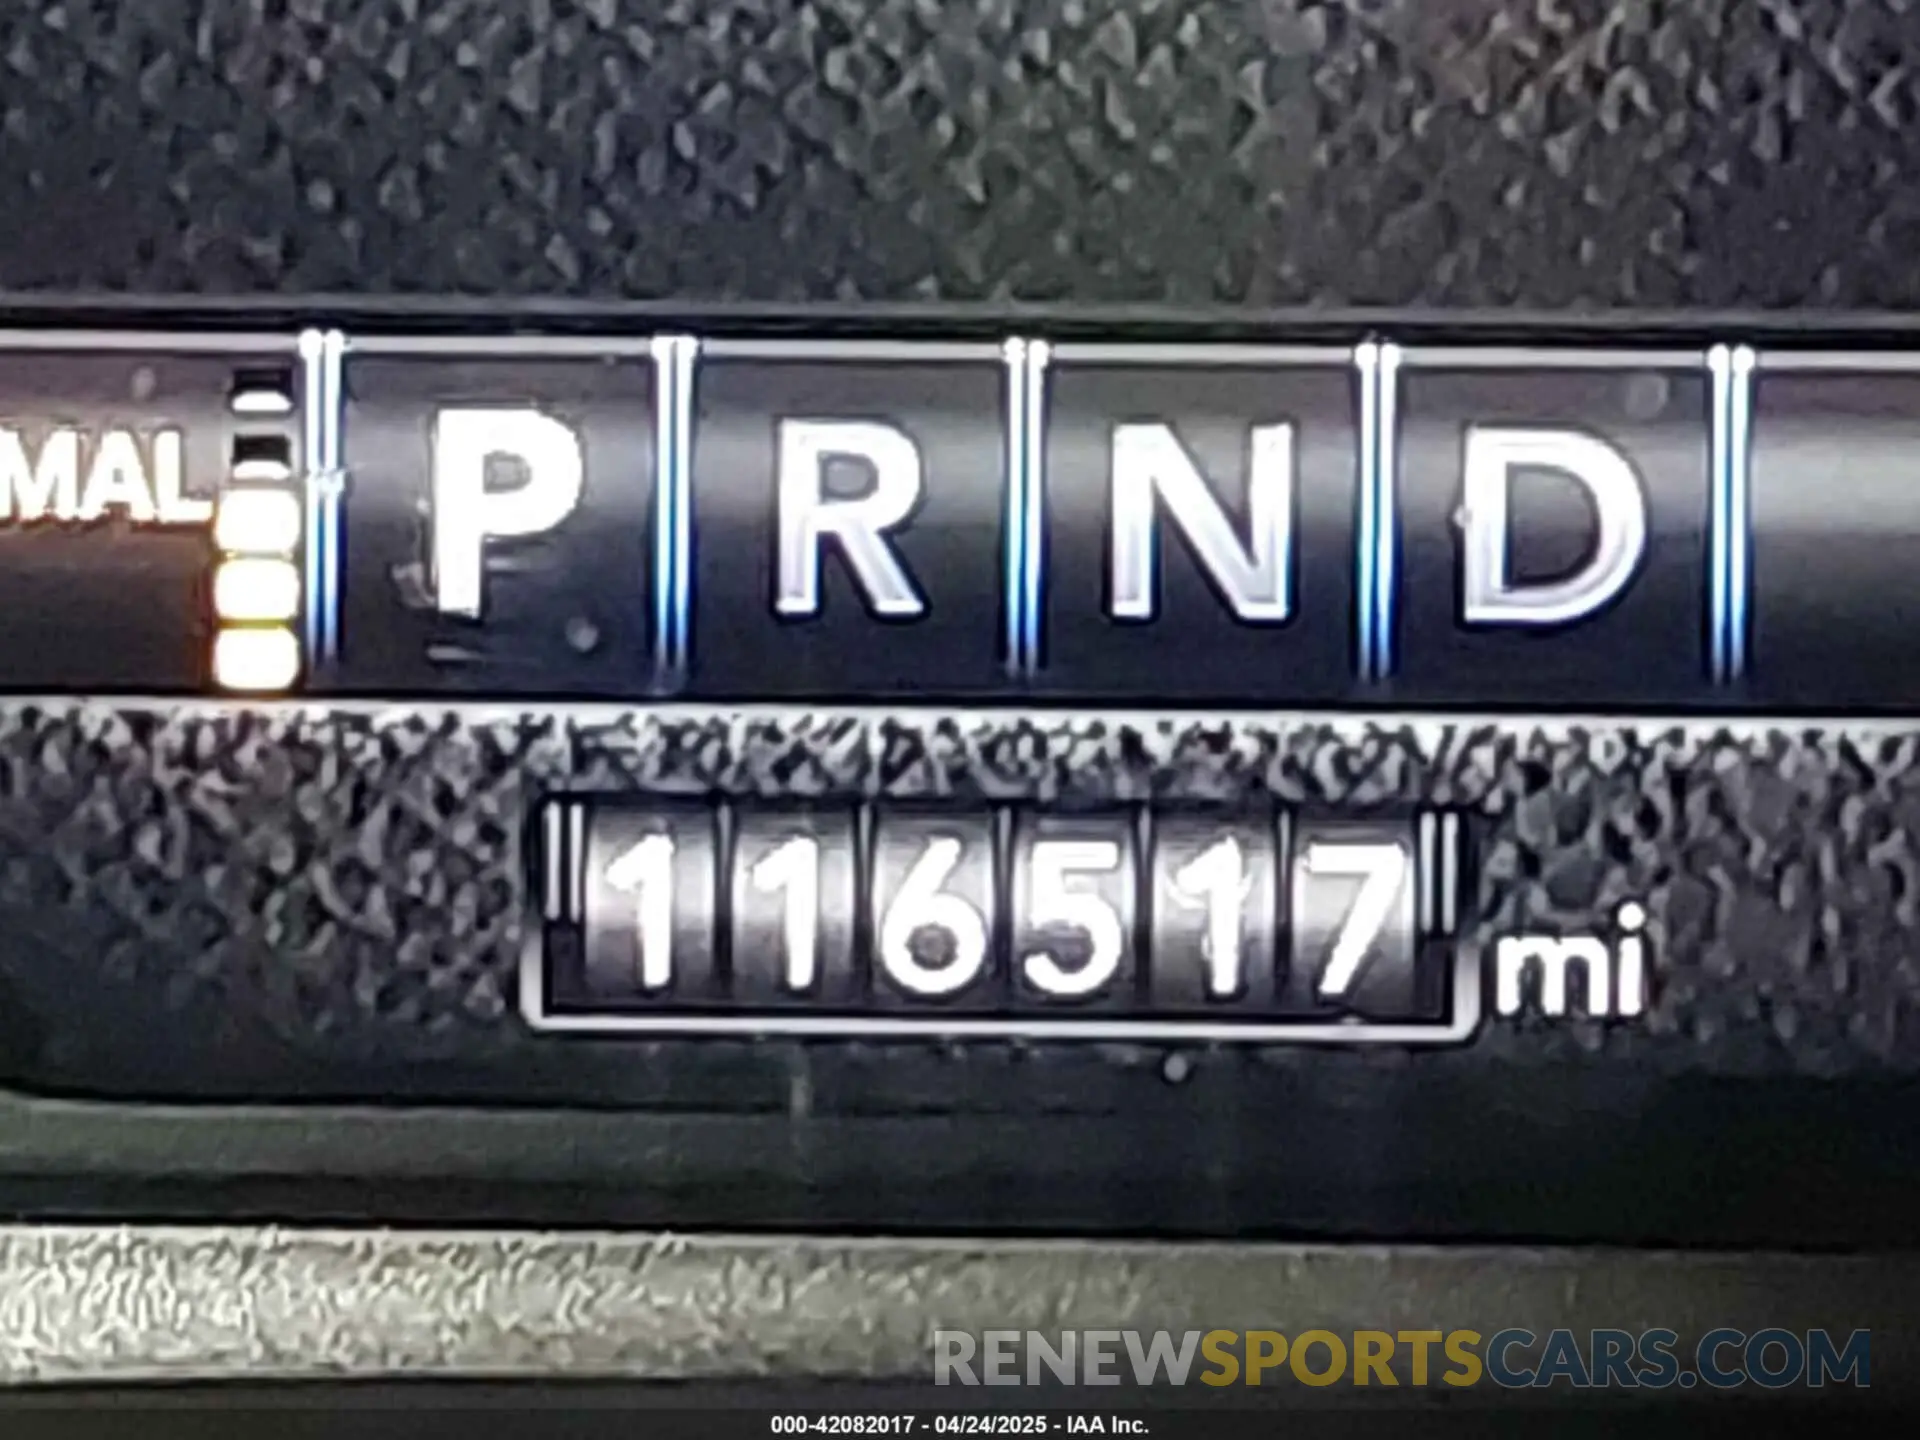 MAL P R N D
116517 mi
RENEWSPORTSCARS.COM
000-42082017 - 04/24/2025 - IAA Inc.